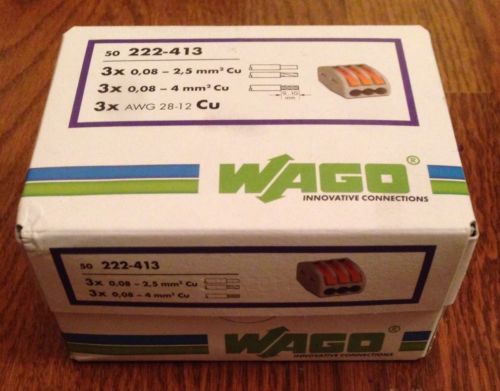 50 222-413
3x 0,08 – 2,5 mm² Cu
3x 0,08 – 4 mm² Cu
3x AWG 28-12 Cu
mm
WAGO®
INNOVATIVE CONNECTIONS
50 222-413
3x 0,08 – 2,5 mm² Cu
3x 0,08 – 4 mm² Cu
WAGO®
INNOVATIVE CONNECTIONS